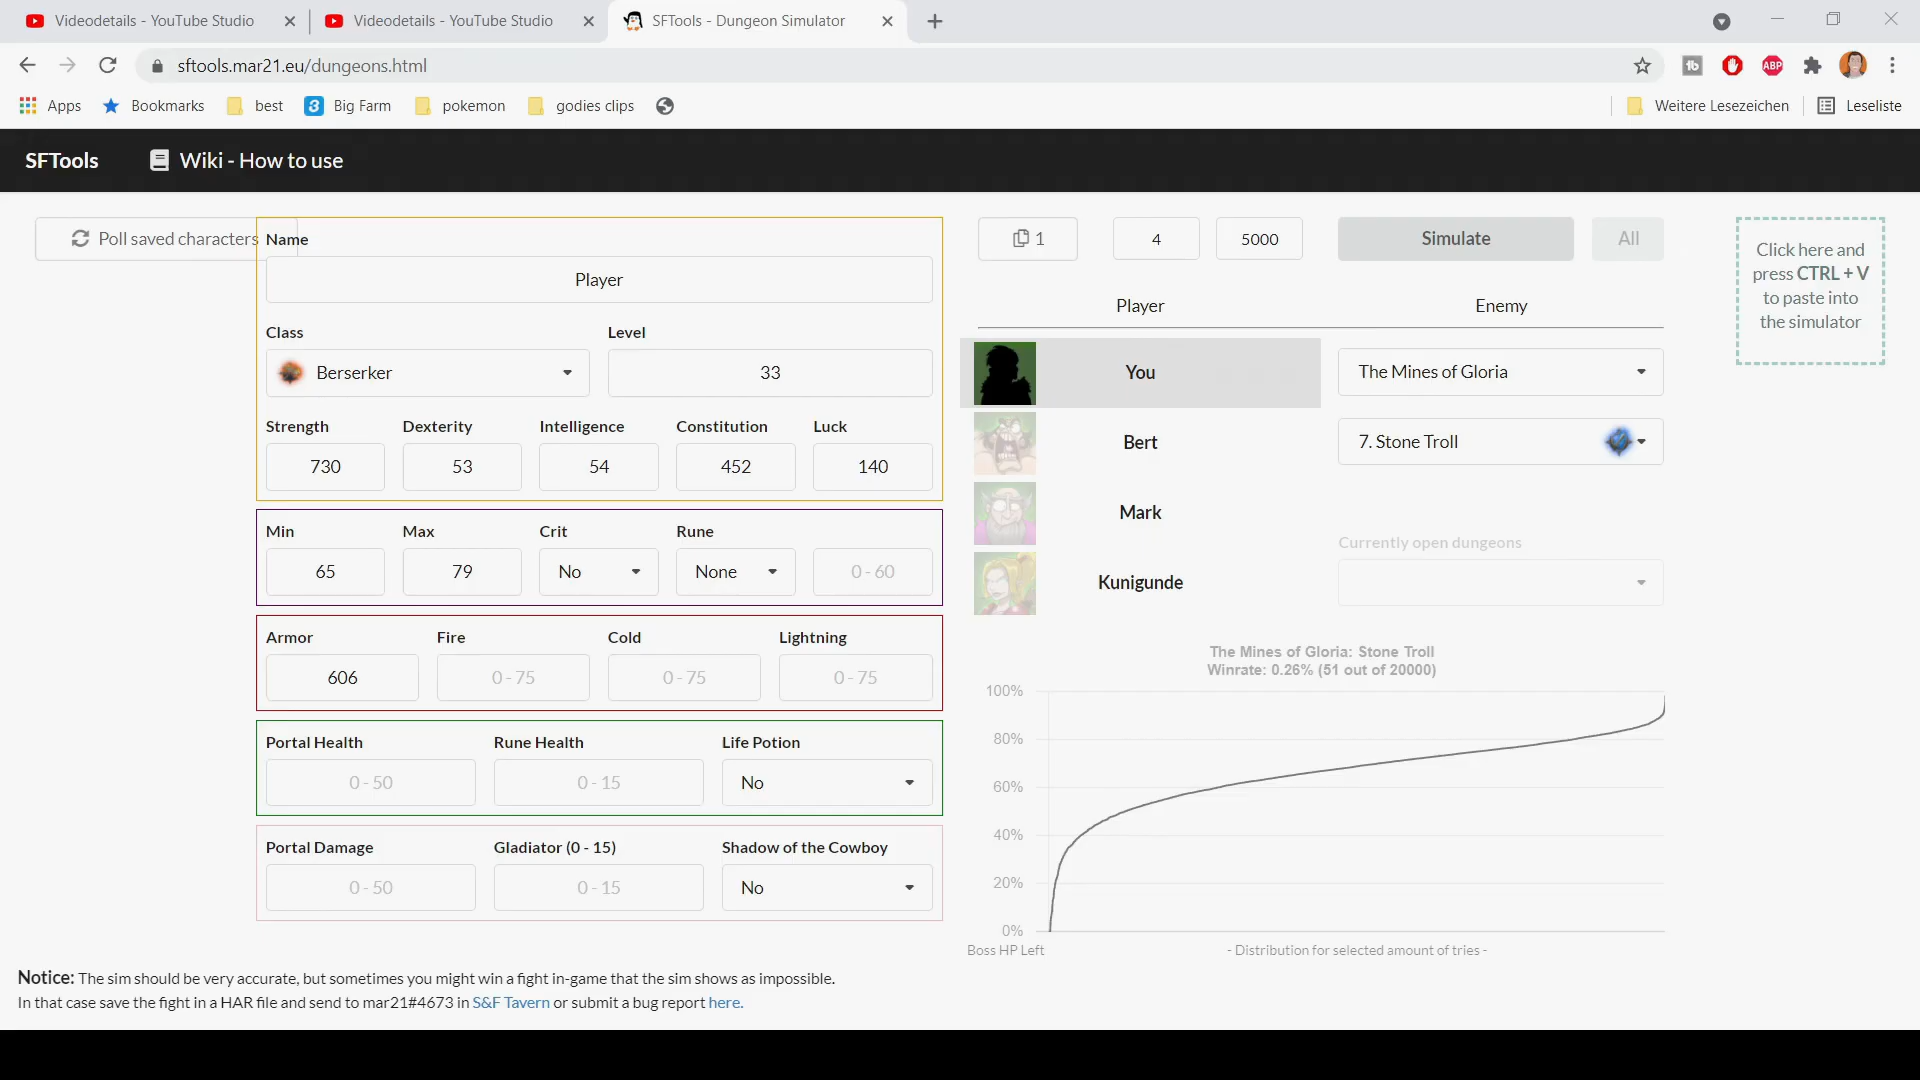 Videodetails - YouTube Studio
Videodetails - YouTube Studio
SFTools - Dungeon Simulator
sftools.mar21.eu/dungeons.html
Apps
Bookmarks
best
Big Farm
pokemon
godies clips
Weitere Lesezeichen
Leseliste
SFTools
Wiki - How to use
Poll saved characters
Name
Player
Class
Level
Berserker
33
Strength
Dexterity
Intelligence
Constitution
Luck
730
53
54
452
140
Min
Max
Crit
Rune
65
79
No
None
0 - 60
Armor
Fire
Cold
Lightning
606
0 - 75
0 - 75
0 - 75
Portal Health
Rune Health
Life Potion
0 - 50
0 - 15
No
Portal Damage
Gladiator (0 - 15)
Shadow of the Cowboy
0 - 50
0 - 15
No
1
4
5000
Simulate
All
Player
Enemy
You
The Mines of Gloria
Bert
7. Stone Troll
Mark
Currently open dungeons
Kunigunde
The Mines of Gloria: Stone Troll
Winrate: 0.26% (51 out of 20000)
100%
80%
60%
40%
20%
0%
Boss HP Left
- Distribution for selected amount of tries -
Click here and
press CTRL + V
to paste into
the simulator
Notice: The sim should be very accurate, but sometimes you might win a fight in-game that the sim shows as impossible.
In that case save the fight in a HAR file and send to mar21#4673 in S&F Tavern or submit a bug report here.
ABP